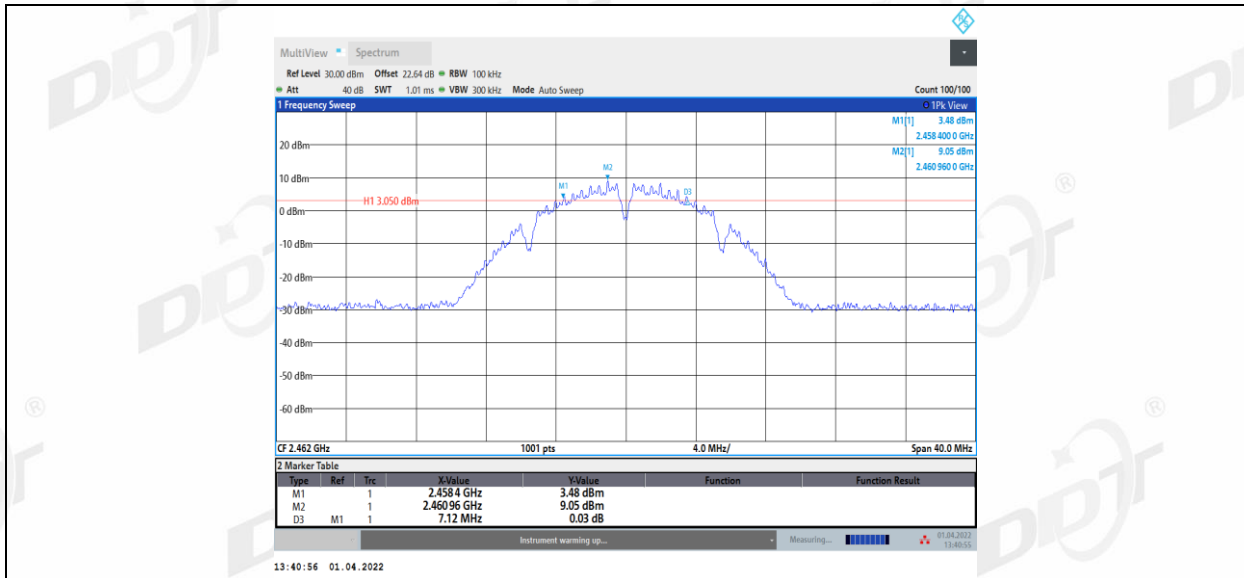 MultiView Spectrum
Ref Level 30.00 dBm Offset 22.64 dB RBW 100 kHz
Att 40 dB SWT 1.01 ms VBW 300 kHz Mode Auto Sweep Count 100/100
1 Frequency Sweep 1Pk View
M1[1] 3.48 dBm
2.458 400 0 GHz
20 dBm
M2[1] 9.05 dBm
2.460 960 0 GHz
M2
10 dBm
M1
D3
H1 3.050 dBm
0 dBm
-10 dBm
-20 dBm
-30 dBm
-40 dBm
-50 dBm
-60 dBm
CF 2.462 GHz 1001 pts 4.0 MHz/ Span 40.0 MHz
2 Marker Table
Type Ref Trc X-Value Y-Value Function Function Result
M1 1 2.4584 GHz 3.48 dBm
M2 1 2.46096 GHz 9.05 dBm
D3 M1 1 7.12 MHz 0.03 dB
Instrument warming up... Measuring... 01.04.2022
13:40:55
13:40:56 01.04.2022
DDT
®